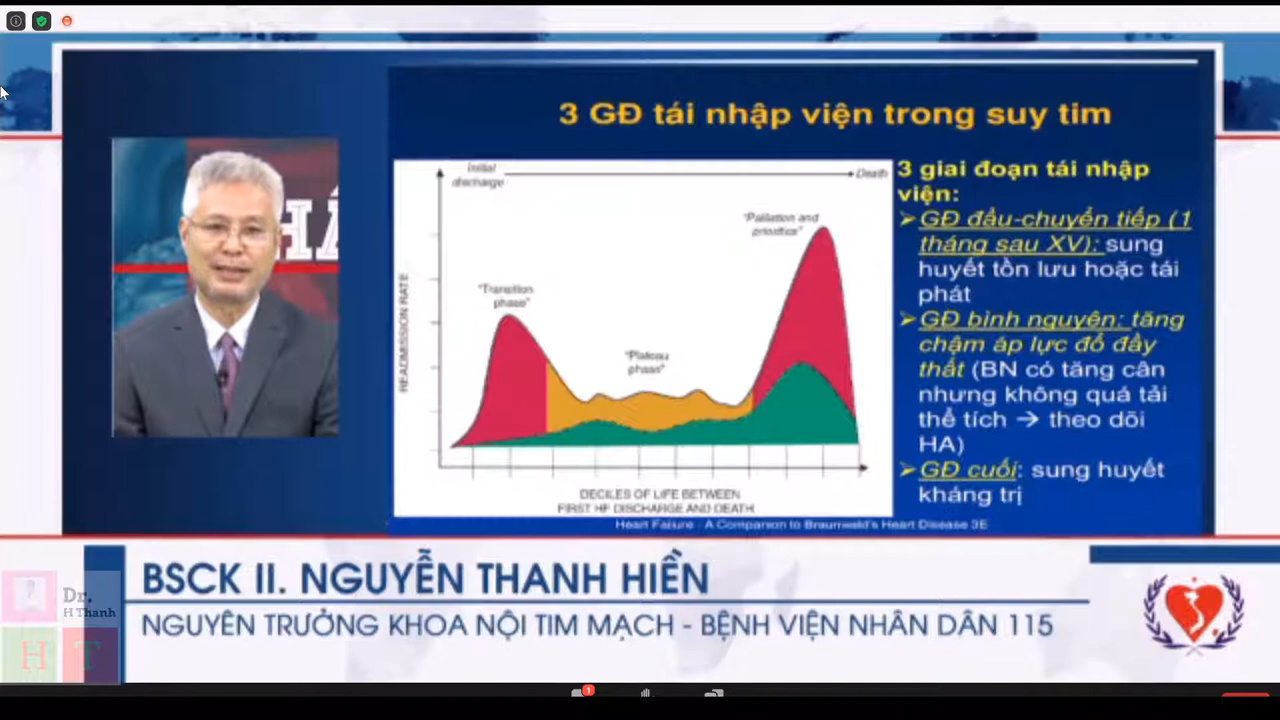 3 GĐ tái nhập viện trong suy tim
Initial
discharge
Death
"Transition
phase"
"Plateau
phase"
"Palliation and
priorities"
READMISSION RATE
DECILES OF LIFE BETWEEN
FIRST HF DISCHARGE AND DEATH
3 giai đoạn tái nhập
viện:
GĐ đầu-chuyển tiếp (1
tháng sau XV): sung
huyết tồn lưu hoặc tái
phát
GĐ bình nguyên: tăng
chậm áp lực đổ đầy
thất (BN có tăng cân
nhưng không quá tải
thể tích → theo dõi
HA)
GĐ cuối: sung huyết
kháng trị
Heart Failure : A Companion to Braunwald's Heart Disease 3E
BSCK II. NGUYỄN THANH HIỀN
NGUYÊN TRƯỞNG KHOA NỘI TIM MẠCH - BỆNH VIỆN NHÂN DÂN 115
Dr.
H Thanh
H T
1